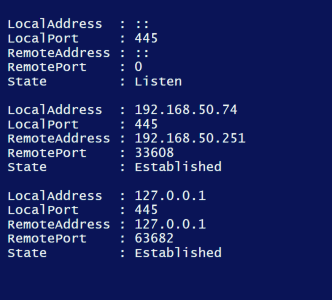 LocalAddress  : ::
LocalPort     : 445
RemoteAddress : ::
RemotePort    : 0
State         : Listen

LocalAddress  : 192.168.50.74
LocalPort     : 445
RemoteAddress : 192.168.50.251
RemotePort    : 33608
State         : Established

LocalAddress  : 127.0.0.1
LocalPort     : 445
RemoteAddress : 127.0.0.1
RemotePort    : 63682
State         : Established